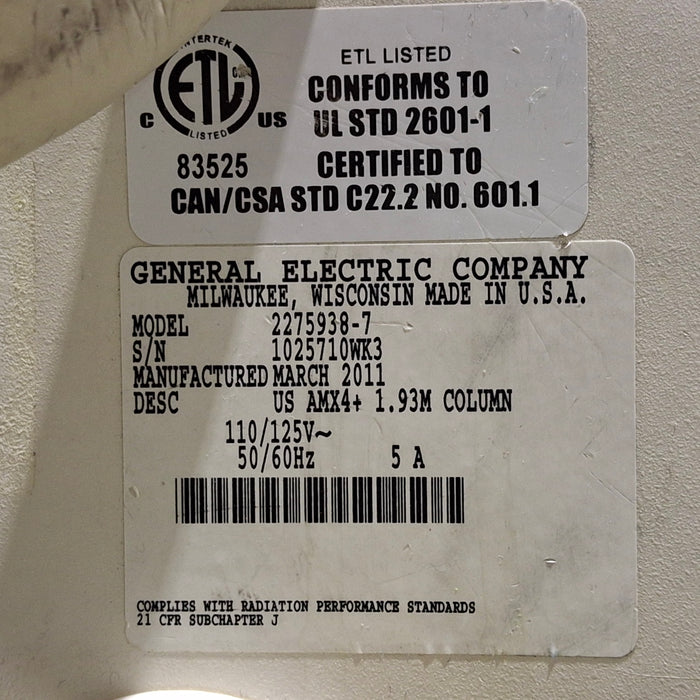 INTERTEK
ETL
C US
LISTED
83525
ETL LISTED
CONFORMS TO
UL STD 2601-1
CERTIFIED TO
CAN/CSA STD C22.2 NO. 601.1
GENERAL ELECTRIC COMPANY
MILWAUKEE, WISCONSIN MADE IN U.S.A.
MODEL 2275938-7
S/N 1025710WK3
MANUFACTURED MARCH 2011
DESC US AMX4+ 1.93M COLUMN
110/125V~
50/60Hz 5 A
COMPLIES WITH RADIATION PERFORMANCE STANDARDS
21 CFR SUBCHAPTER J